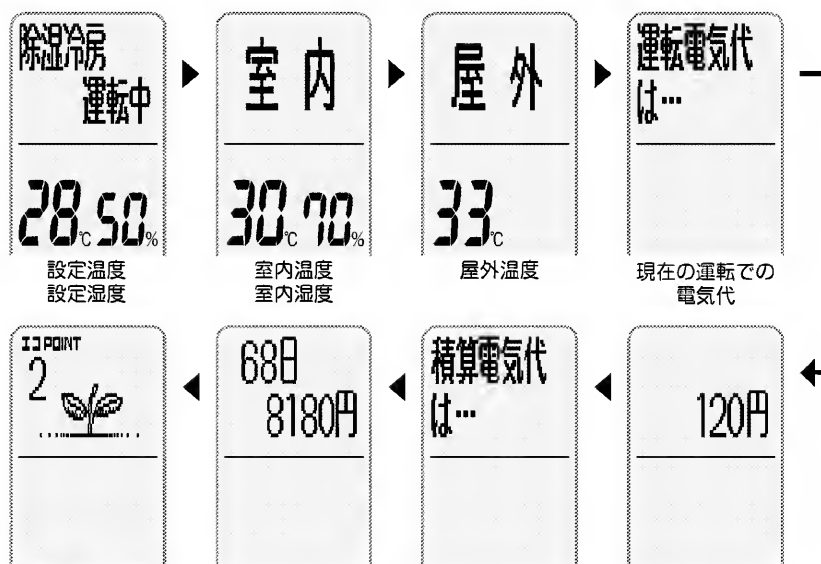 除湿冷房
運転中
28℃ 50%
設定温度
設定湿度
室内
30℃ 70%
室内温度
室内湿度
屋外
33℃
屋外温度
運転電気代
は…
現在の運転での
電気代
120円
積算電気代
は…
68日
8180円
エコPOINT
2